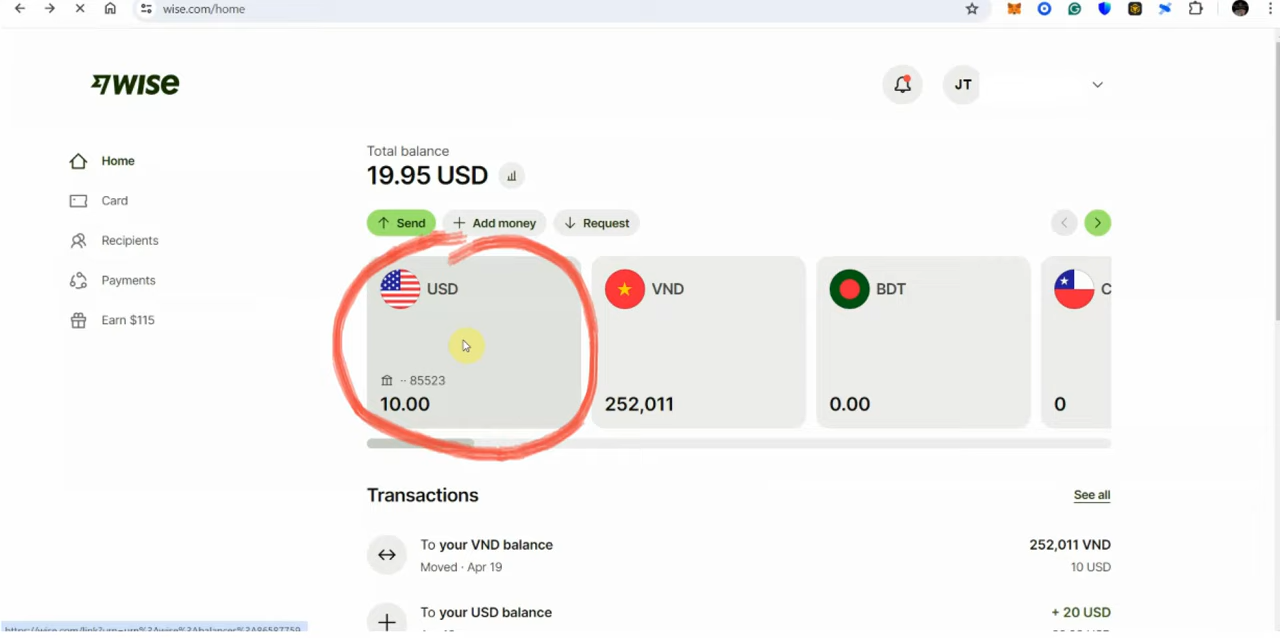 wise.com/home
WISE
JT
Home
Card
Recipients
Payments
Earn $115
Total balance
19.95 USD
Send
Add money
Request
USD
·· 85523
10.00
VND
252,011
BDT
0.00
C
0
Transactions
See all
To your VND balance
252,011 VND
Moved · Apr 19
10 USD
To your USD balance
+ 20 USD